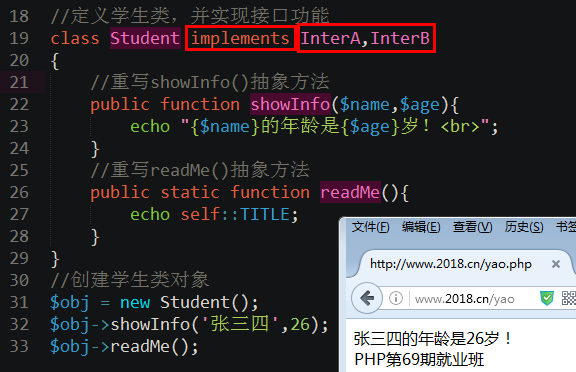 18 //定义学生类，并实现接口功能
19 class Student implements InterA,InterB
20 {
21 //重写showInfo()抽象方法
22 public function showInfo($name,$age){
23 echo "{$name}的年龄是{$age}岁！<br>";
24 }
25 //重写readMe()抽象方法
26 public static function readMe(){
27 echo self::TITLE;
28 }
29 }
30 //创建学生类对象
31 $obj = new Student();
32 $obj->showInfo('张三四',26);
33 $obj->readMe();
文件(F) 编辑(E) 查看(V) 历史(S) 书签
http://www.2018.cn/yao.php
www.2018.cn/yao
张三四的年龄是26岁！
PHP第69期就业班